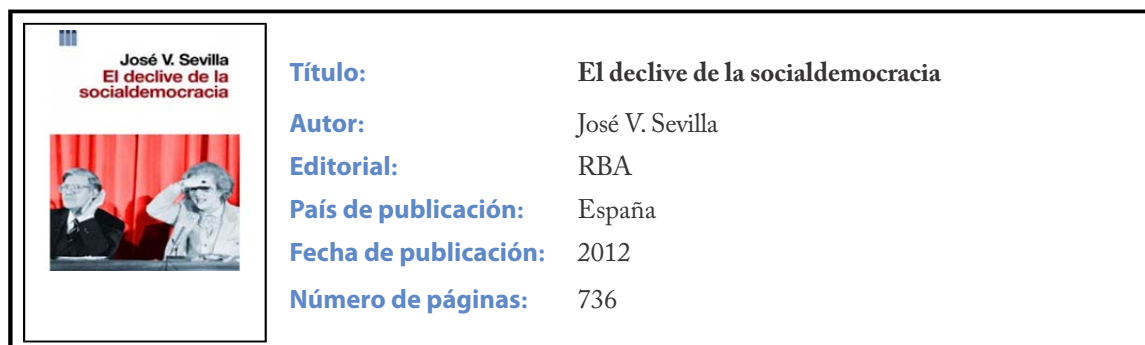 José V. Sevilla
El declive de la
socialdemocracia
Título: El declive de la socialdemocracia
Autor: José V. Sevilla
Editorial: RBA
País de publicación: España
Fecha de publicación: 2012
Número de páginas: 736